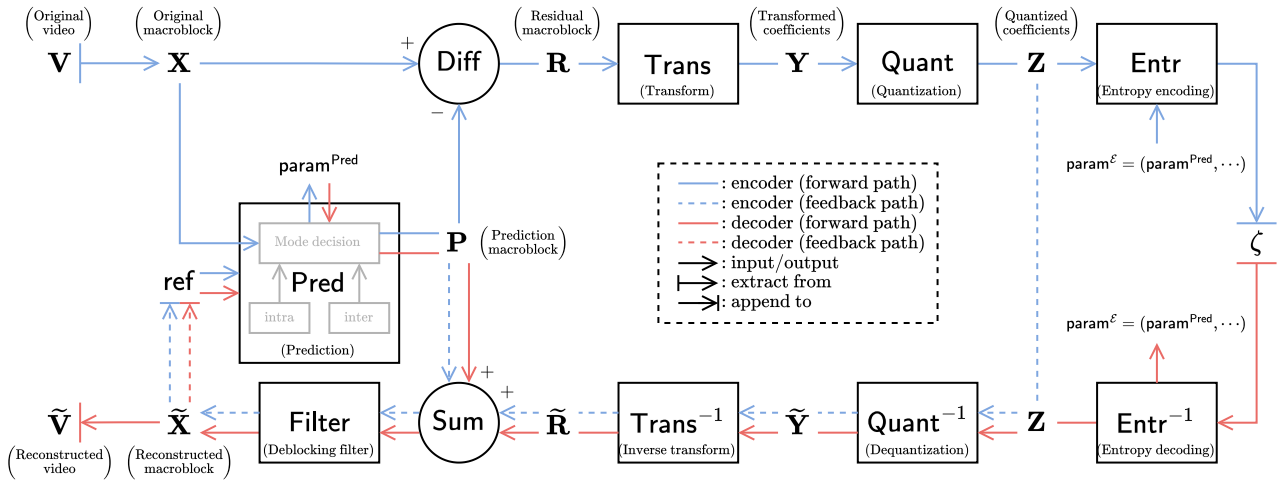 (Original video)
(Original macroblock)
(Residual macroblock)
(Transformed coefficients)
(Quantized coefficients)
V
X
+
Diff
R
Trans
(Transform)
Y
Quant
(Quantization)
Z
Entr
(Entropy encoding)
−
param^Pred
param^ℰ = (param^Pred, ⋯)
Mode decision
P
(Prediction macroblock)
ref
Pred
intra
inter
(Prediction)
: encoder (forward path)
: encoder (feedback path)
: decoder (forward path)
: decoder (feedback path)
: input/output
: extract from
: append to
ζ
param^ℰ = (param^Pred, ⋯)
+
+
Ṽ
X̃
Filter
(Deblocking filter)
Sum
R̃
Trans⁻¹
(Inverse transform)
Ỹ
Quant⁻¹
(Dequantization)
Z
Entr⁻¹
(Entropy decoding)
(Reconstructed video)
(Reconstructed macroblock)